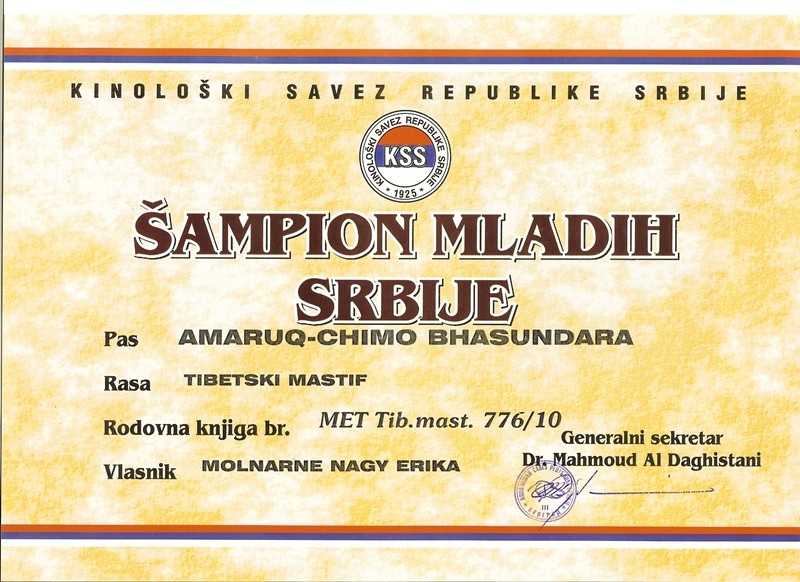 KINOLOŠKI SAVEZ REPUBLIKE SRBIJE
KINOLOŠKI SAVEZ REPUBLIKE SRBIJE
KSS
* 1925 *
ŠAMPION MLADIH
SRBIJE
Pas AMARUQ-CHIMO BHASUNDARA
Rasa TIBETSKI MASTIF
Rodovna knjiga br. MET Tib.mast. 776/10
Generalni sekretar
Vlasnik MOLNARNE NAGY ERIKA
Dr. Mahmoud Al Daghistani
III